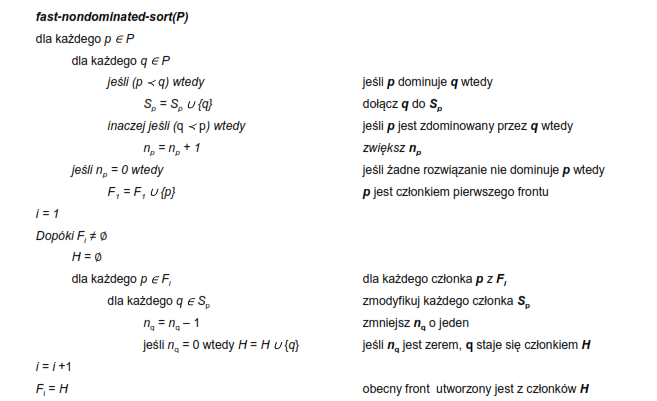 fast-nondominated-sort(P)
dla każdego p ∈ P
dla każdego q ∈ P
jeśli (p ≺ q) wtedy jeśli p dominuje q wtedy
Sp = Sp ∪ {q} dołącz q do Sp
inaczej jeśli (q ≺ p) wtedy jeśli p jest zdominowany przez q wtedy
np = np + 1 zwiększ np
jeśli np = 0 wtedy jeśli żadne rozwiązanie nie dominuje p wtedy
F1 = F1 ∪ {p} p jest członkiem pierwszego frontu
i = 1
Dopóki Fi ≠ ∅
H = ∅
dla każdego p ∈ Fi dla każdego członka p z Fi
dla każdego q ∈ Sp zmodyfikuj każdego członka Sp
nq = nq – 1 zmniejsz nq o jeden
jeśli nq = 0 wtedy H = H ∪ {q} jeśli nq jest zerem, q staje się członkiem H
i = i +1
Fi = H obecny front utworzony jest z członków H